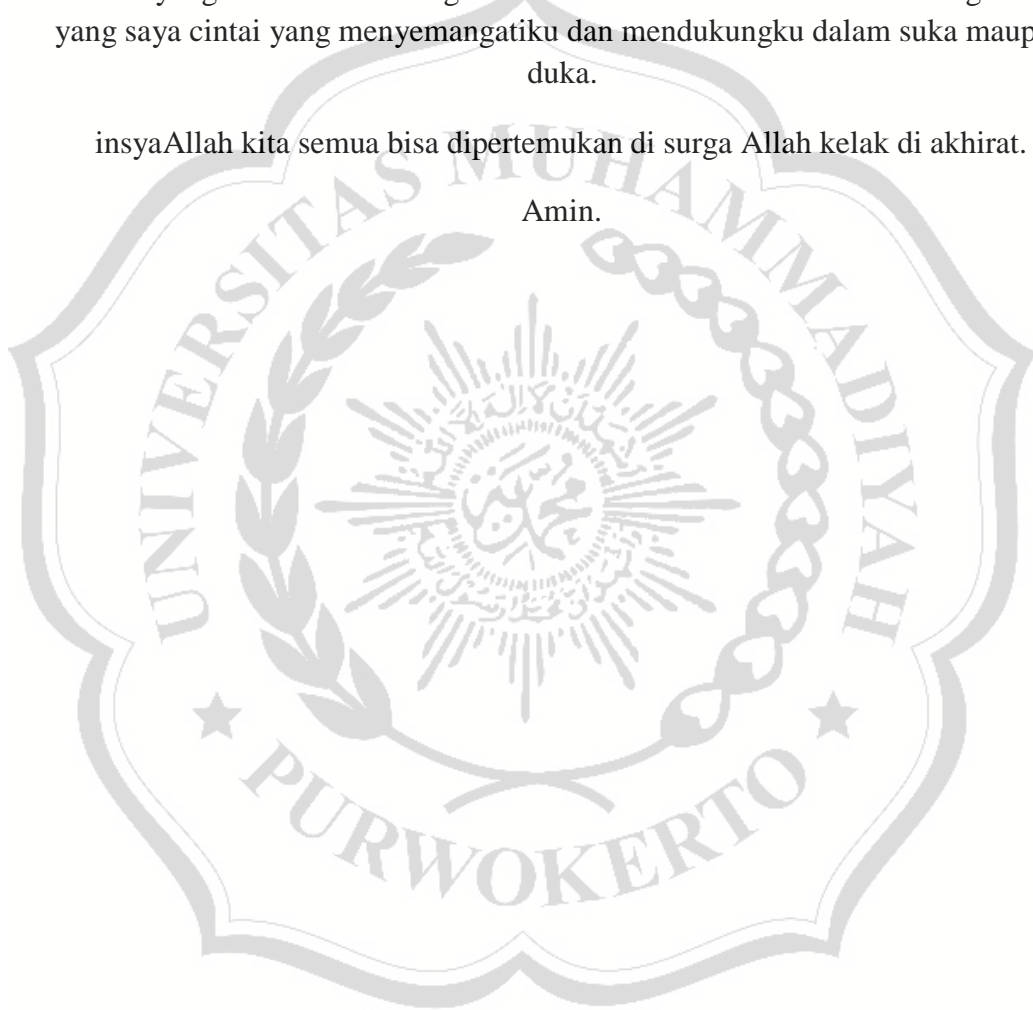 yang saya cintai yang menyemangatiku dan mendukungku dalam suka maup
duka.
insyaAllah kita semua bisa dipertemukan di surga Allah kelak di akhirat.
Amin.
UNIVERSITAS MUHAMMADIYAH
PURWOKERTO
محمد